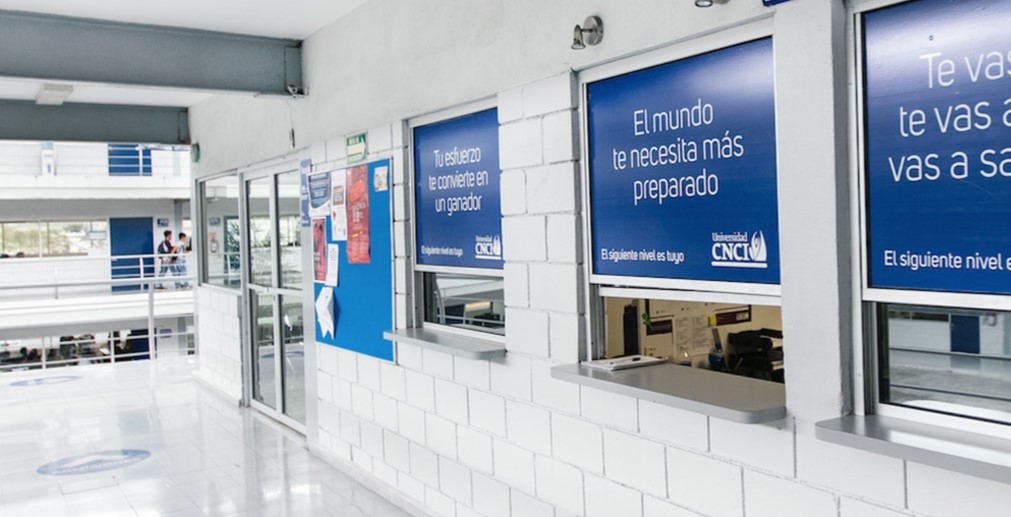 Tu esfuerzo
te convierte en
un ganador
El siguiente nivel es tuyo
Universidad
CNCI
El mundo
te necesita más
preparado
El siguiente nivel es tuyo
Universidad
CNCI
Te vas
te vas a
vas a sa
El siguiente nivel e